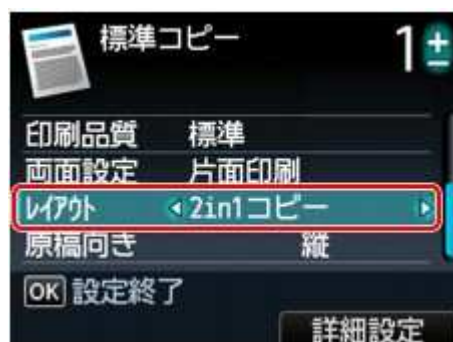 標準コピー 1
印刷品質 標準
両面設定 片面印刷
レイアウト 2in1コピー
原稿向き 縦
OK 設定終了
詳細設定